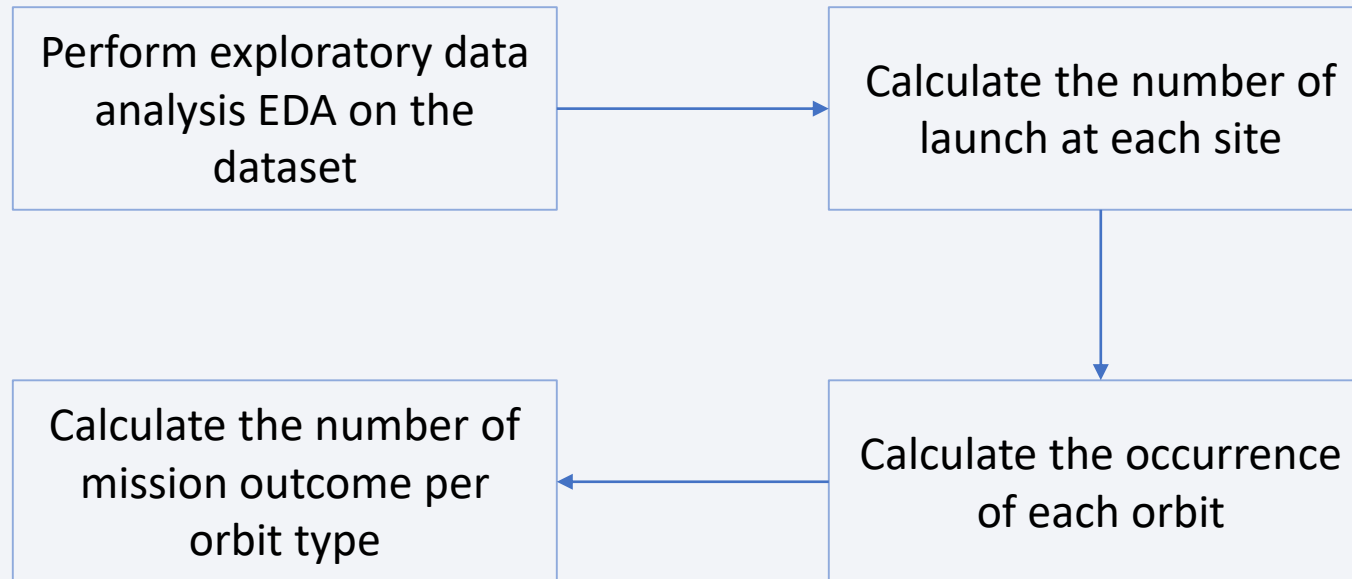 Perform exploratory data
analysis EDA on the
dataset
Calculate the number of
launch at each site
Calculate the occurrence
of each orbit
Calculate the number of
mission outcome per
orbit type